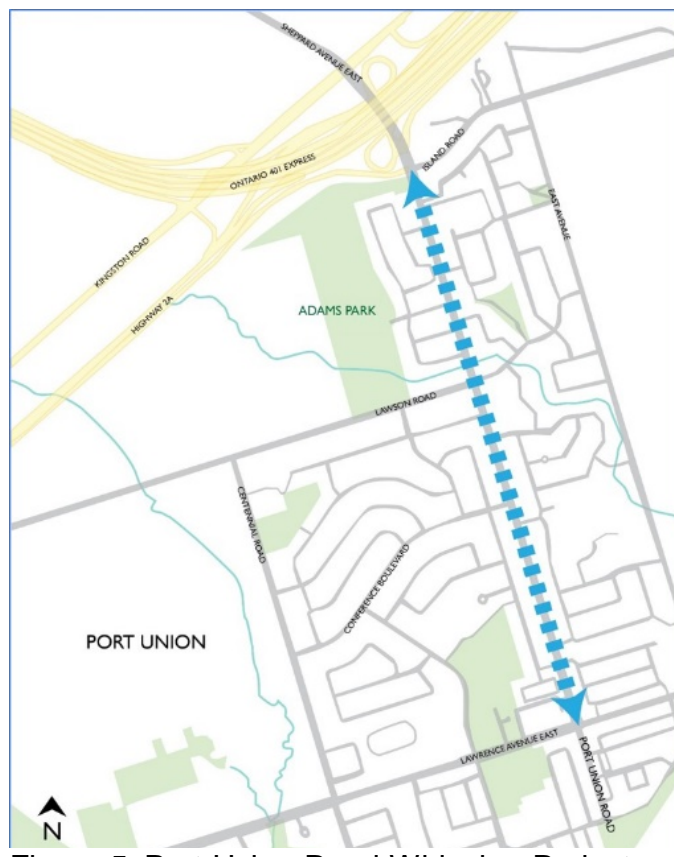 SHEPPARD AVENUE EAST
ISLAND ROAD
ONTARIO 401 EXPRESS
EAST AVENUE
KINGSTON ROAD
HIGHWAY 2A
ADAMS PARK
LAWSON ROAD
CENTENNIAL ROAD
CONFERENCE BOULEVARD
PORT UNION
LAWRENCE AVENUE EAST
PORT UNION ROAD
N